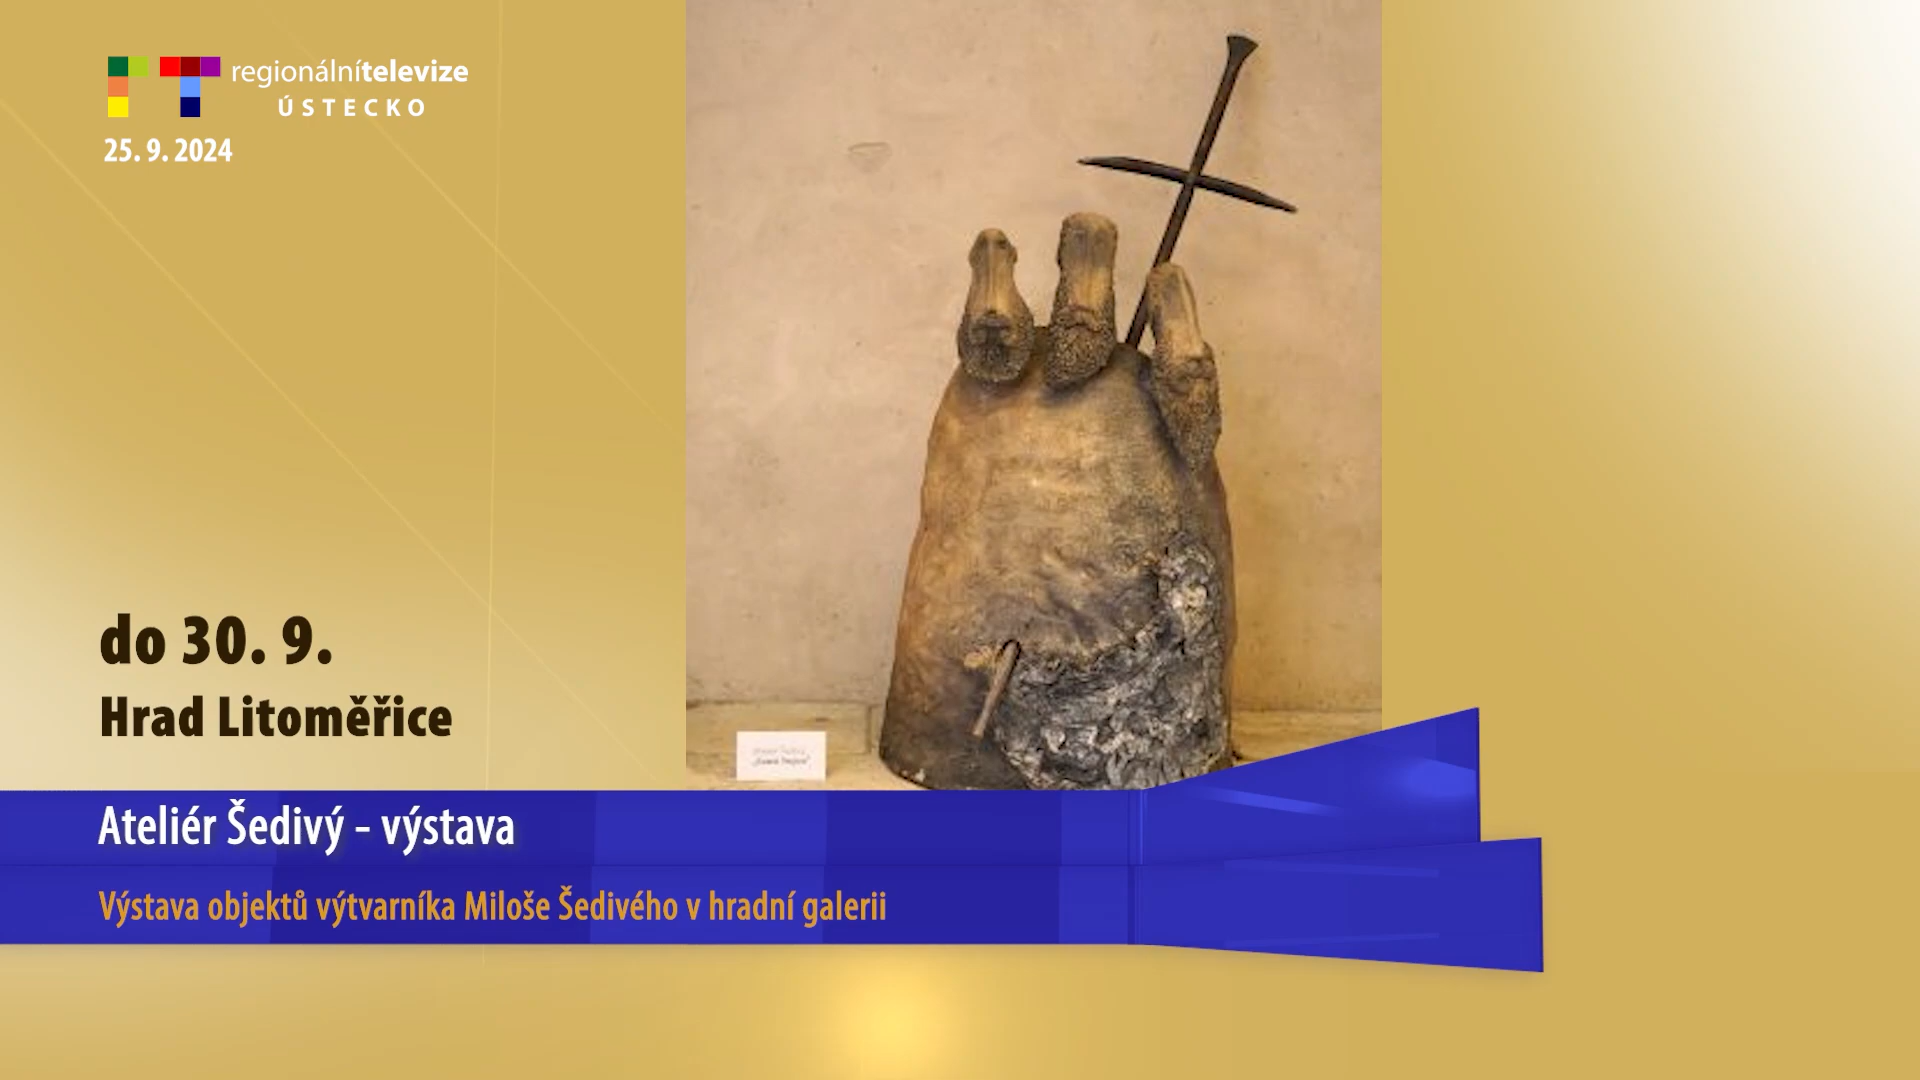 regionálnítelevize
ÚSTECKO
25. 9. 2024
do 30. 9.
Hrad Litoměřice
Ateliér Šedivý - výstava
Výstava objektů výtvarníka Miloše Šedivého v hradní galerii